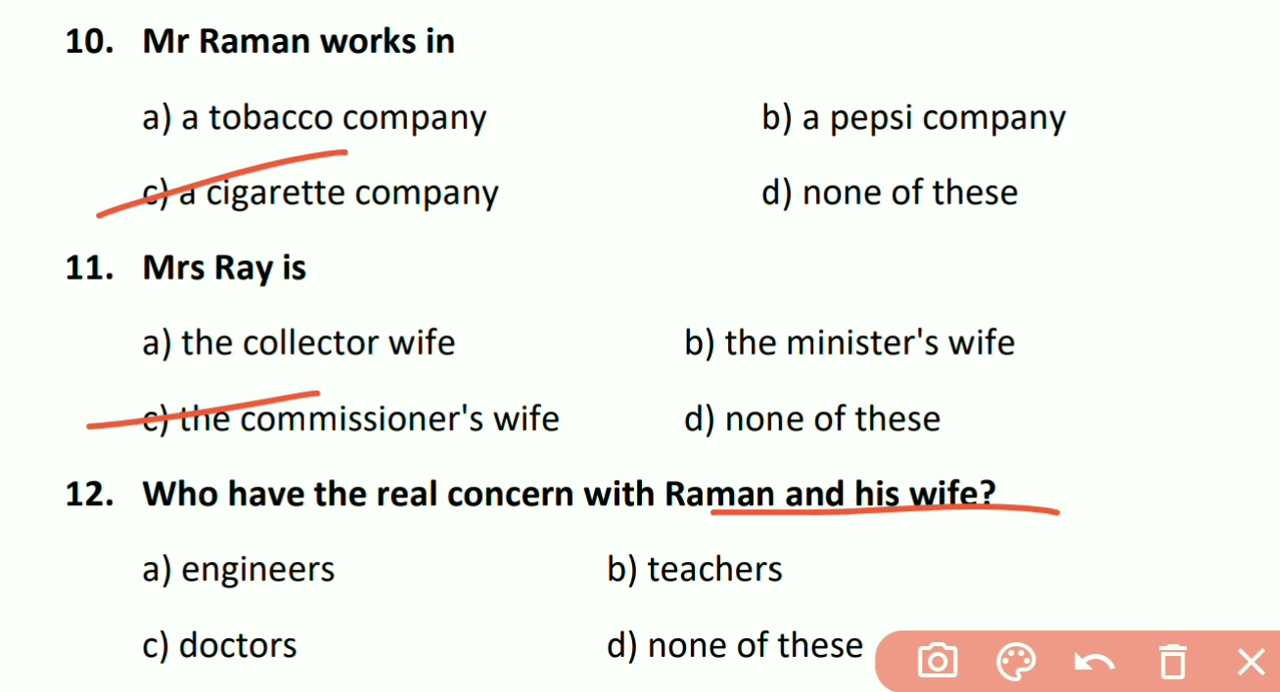 10. Mr Raman works in
a) a tobacco company b) a pepsi company
c) a cigarette company d) none of these
11. Mrs Ray is
a) the collector wife b) the minister's wife
c) the commissioner's wife d) none of these
12. Who have the real concern with Raman and his wife?
a) engineers b) teachers
c) doctors d) none of these